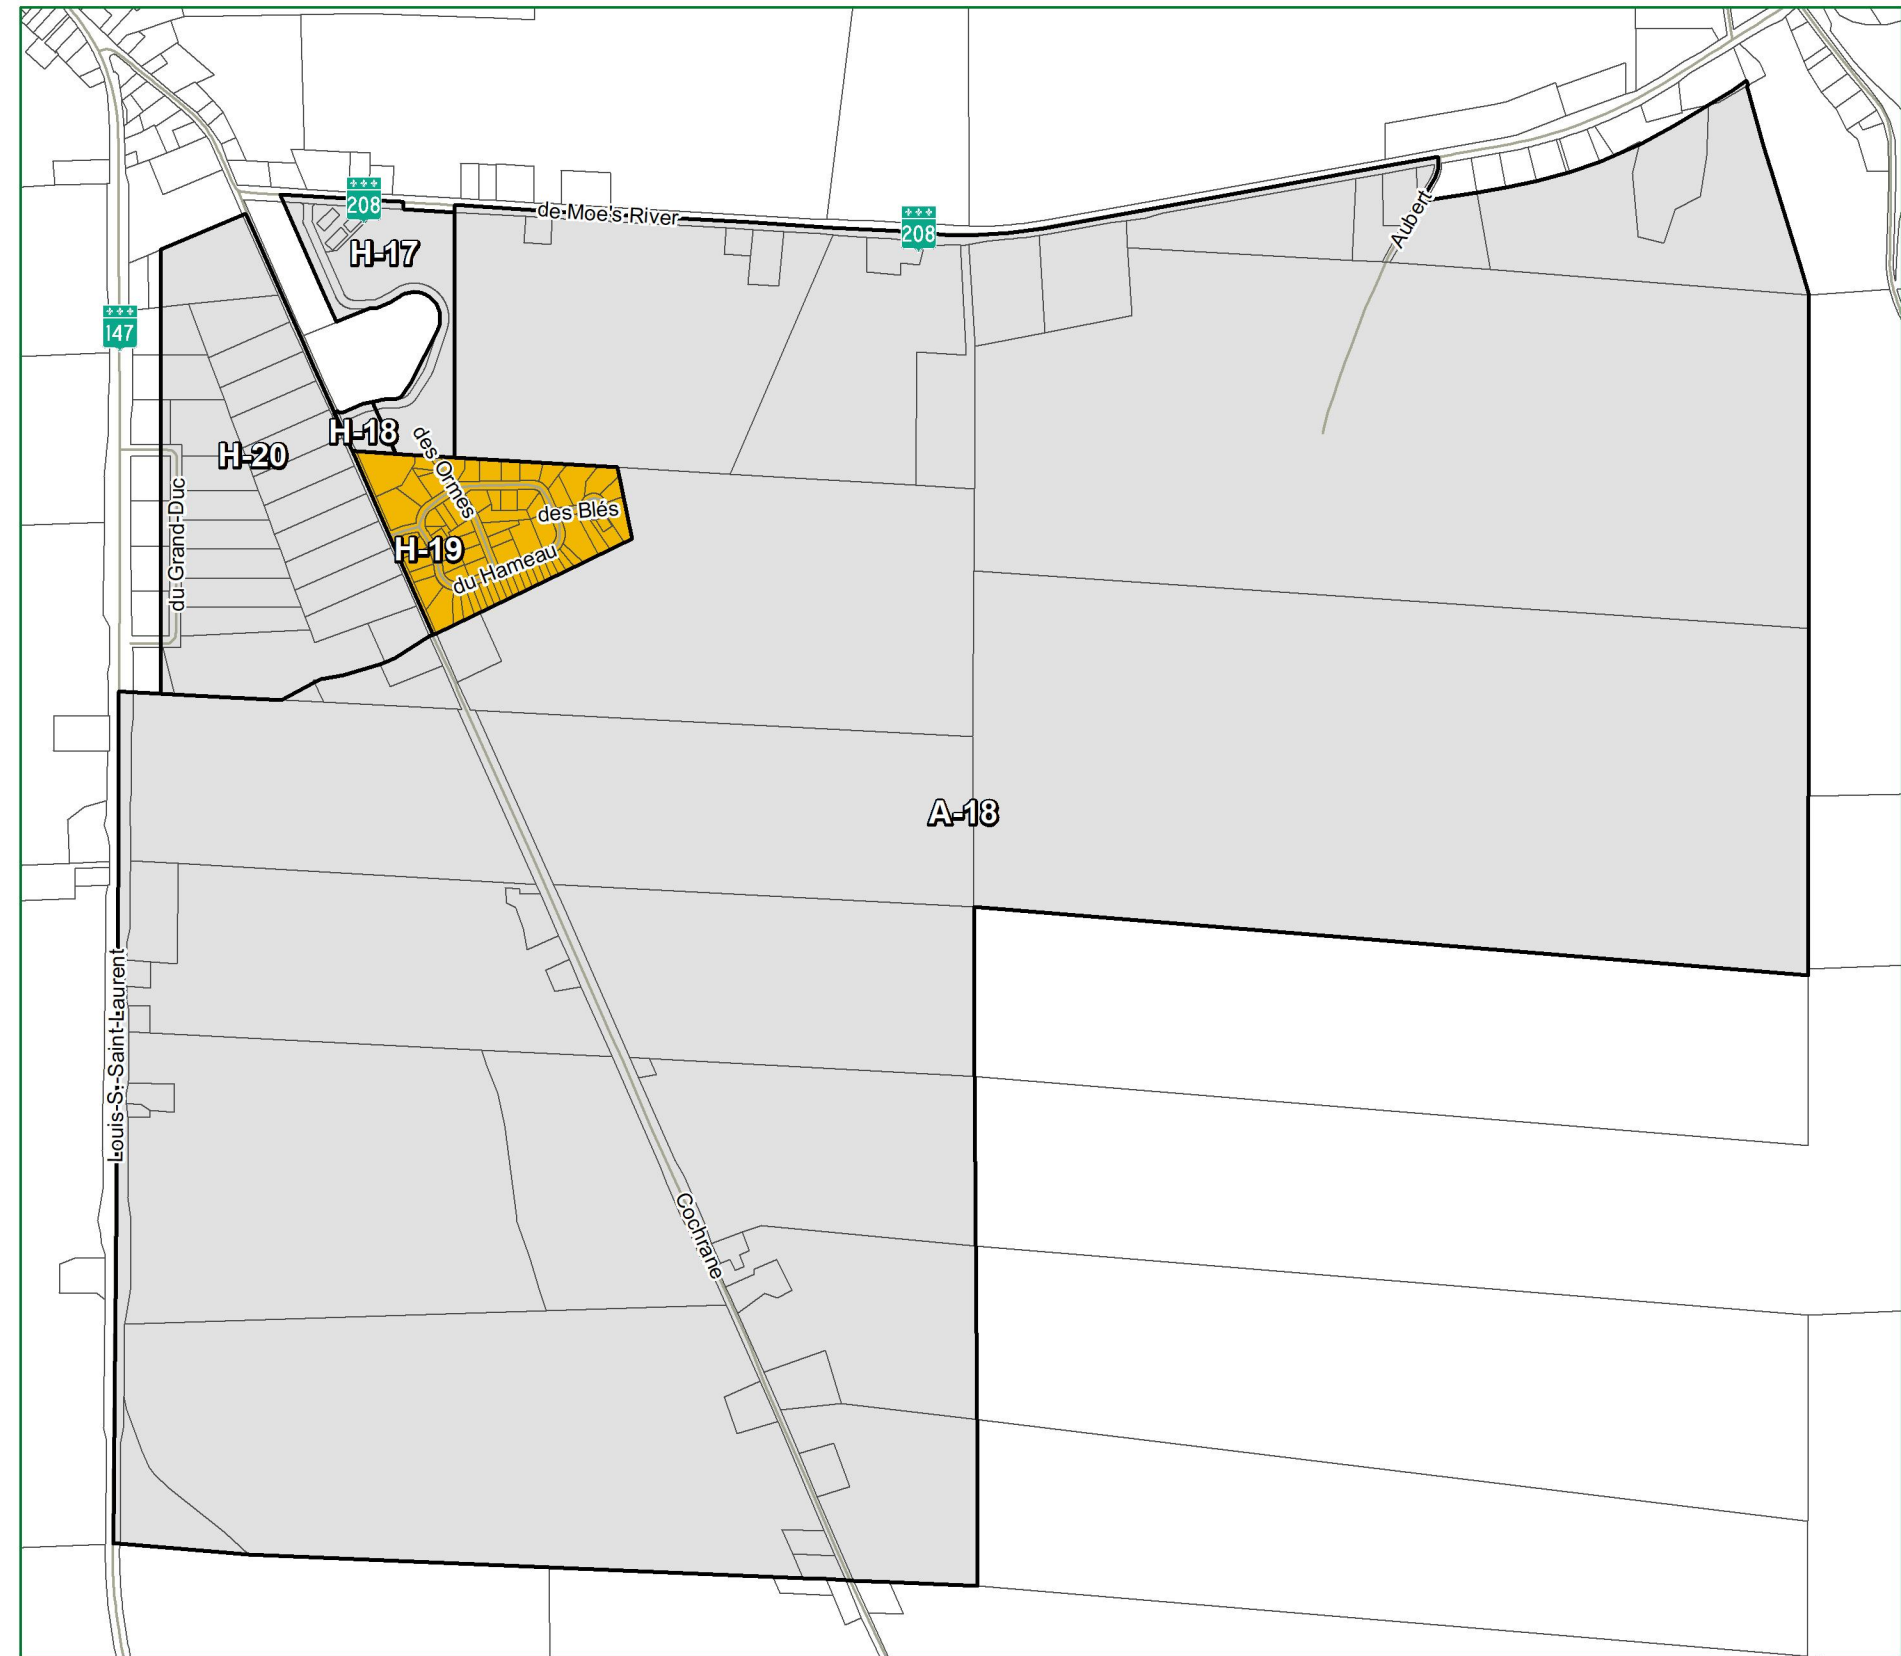 208
de Moe's River
208
Aubert
H-17
147
H-18
des Ormes
H-20
des Blés
du Grand-Duc
H-19
du Hameau
A-18
Louis-S.-Saint-Laurent
Cochrane